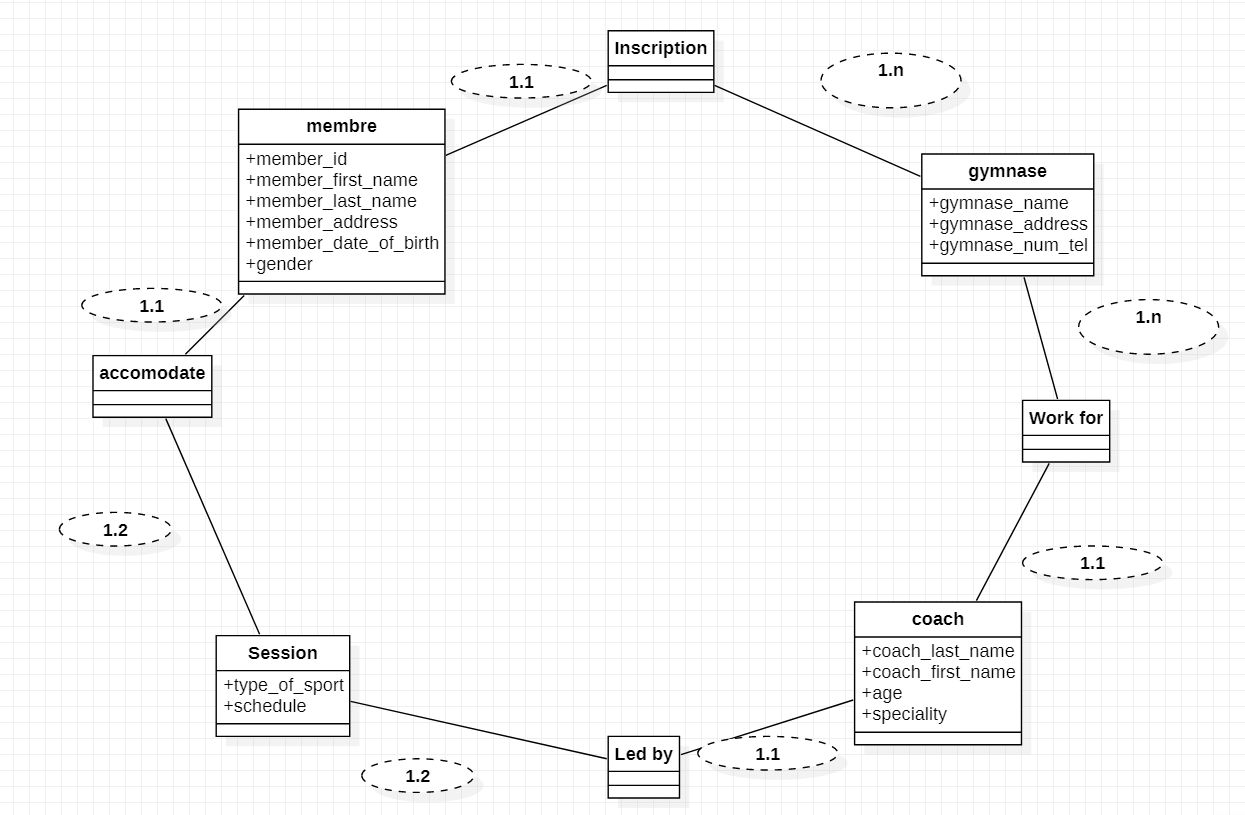 Inscription
1.1
1.n
membre
+member_id
+member_first_name
+member_last_name
+member_address
+member_date_of_birth
+gender
gymnase
+gymnase_name
+gymnase_address
+gymnase_num_tel
1.1
1.n
accomodate
Work for
1.2
1.1
Session
+type_of_sport
+schedule
coach
+coach_last_name
+coach_first_name
+age
+speciality
Led by
1.1
1.2